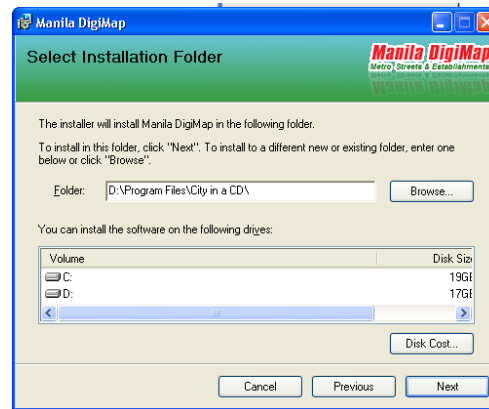 Manila DigiMap
Select Installation Folder
Manila DigiMap
Metro Streets & Establishments
The installer will install Manila DigiMap in the following folder.
To install in this folder, click "Next". To install to a different new or existing folder, enter one
below or click "Browse".
Folder: D:\Program Files\City in a CD\ Browse...
You can install the software on the following drives:
Volume Disk Siz
C: 19GE
D: 17GE
Disk Cost...
Cancel Previous Next